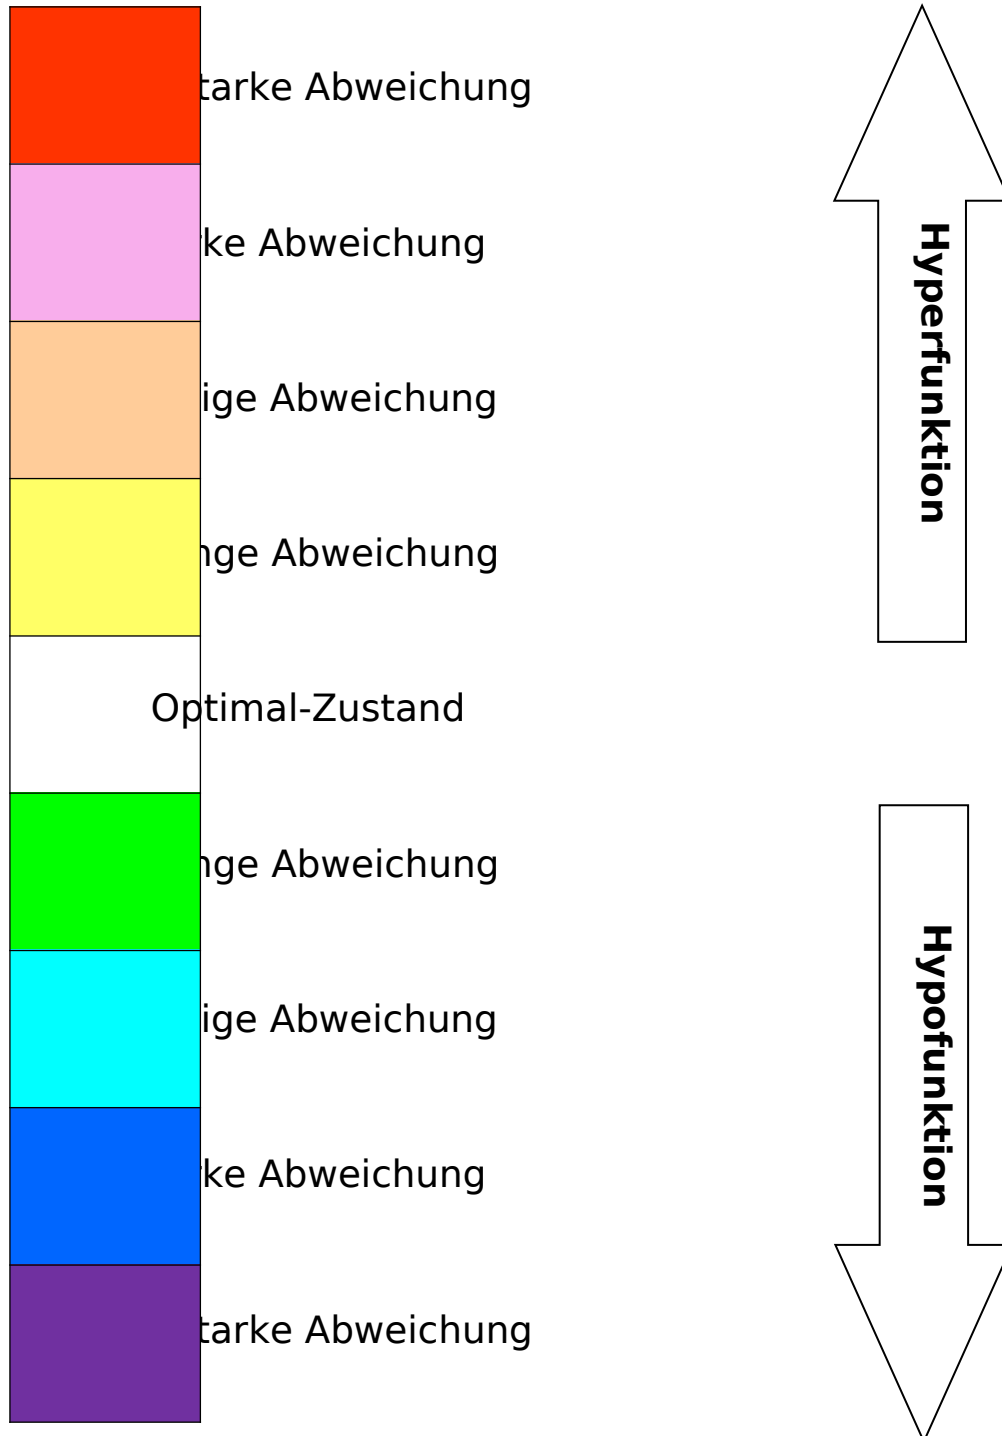 tarke Abweichung
ke Abweichung
ige Abweichung
nge Abweichung
Optimal-Zustand
nge Abweichung
ige Abweichung
ke Abweichung
tarke Abweichung
Hyperfunktion
Hypofunktion